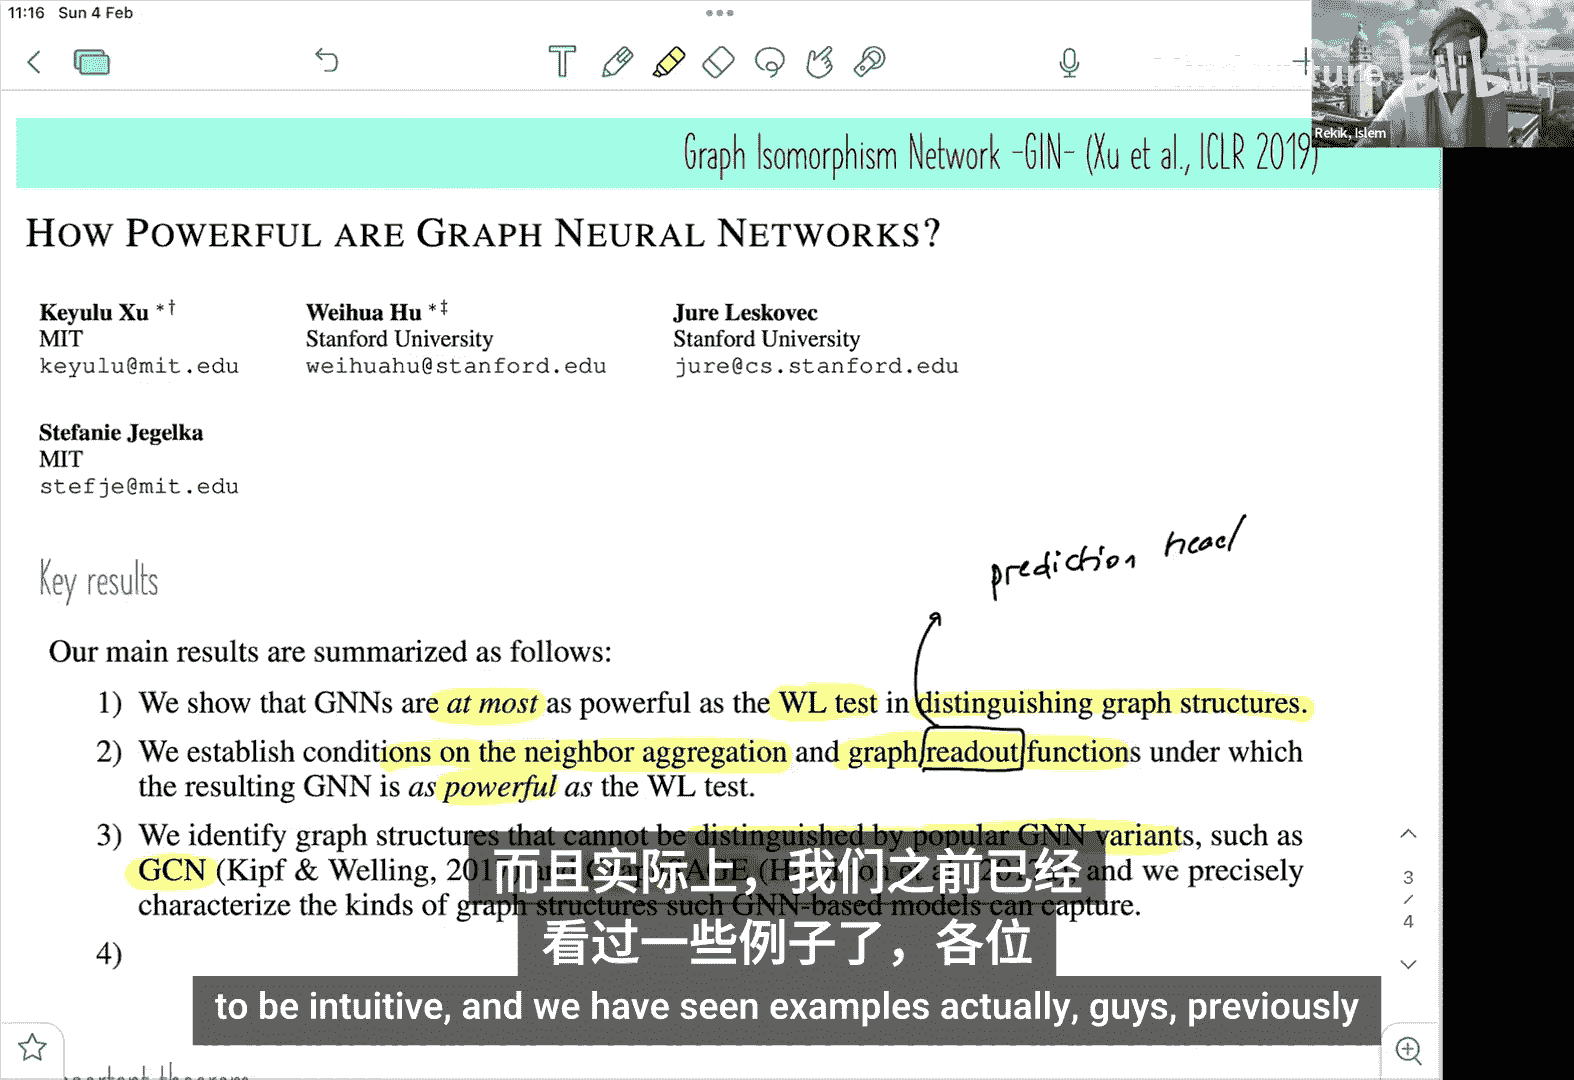 11:16 Sun 4 Feb
bilibili
Rekik, Islem
Graph Isomorphism Network -GIN- (Xu et al., ICLR 2019)
HOW POWERFUL ARE GRAPH NEURAL NETWORKS?
Keyulu Xu *† Weihua Hu *‡ Jure Leskovec
MIT Stanford University Stanford University
keyulu@mit.edu weihuahu@stanford.edu jure@cs.stanford.edu
Stefanie Jegelka
MIT
stefje@mit.edu
prediction head
Key results
Our main results are summarized as follows:
1) We show that GNNs are at most as powerful as the WL test in distinguishing graph structures.
2) We establish conditions on the neighbor aggregation and graph readout functions under which
the resulting GNN is as powerful as the WL test.
3) We identify graph structures that cannot be distinguished by popular GNN variants, such as
GCN (Kipf & Welling, 2017) and we precisely
characterize the kinds of graph structures such GNN-based models can capture.
4)
3
/
4
而且实际上，我们之前已经
看过一些例子了，各位
to be intuitive, and we have seen examples actually, guys, previously